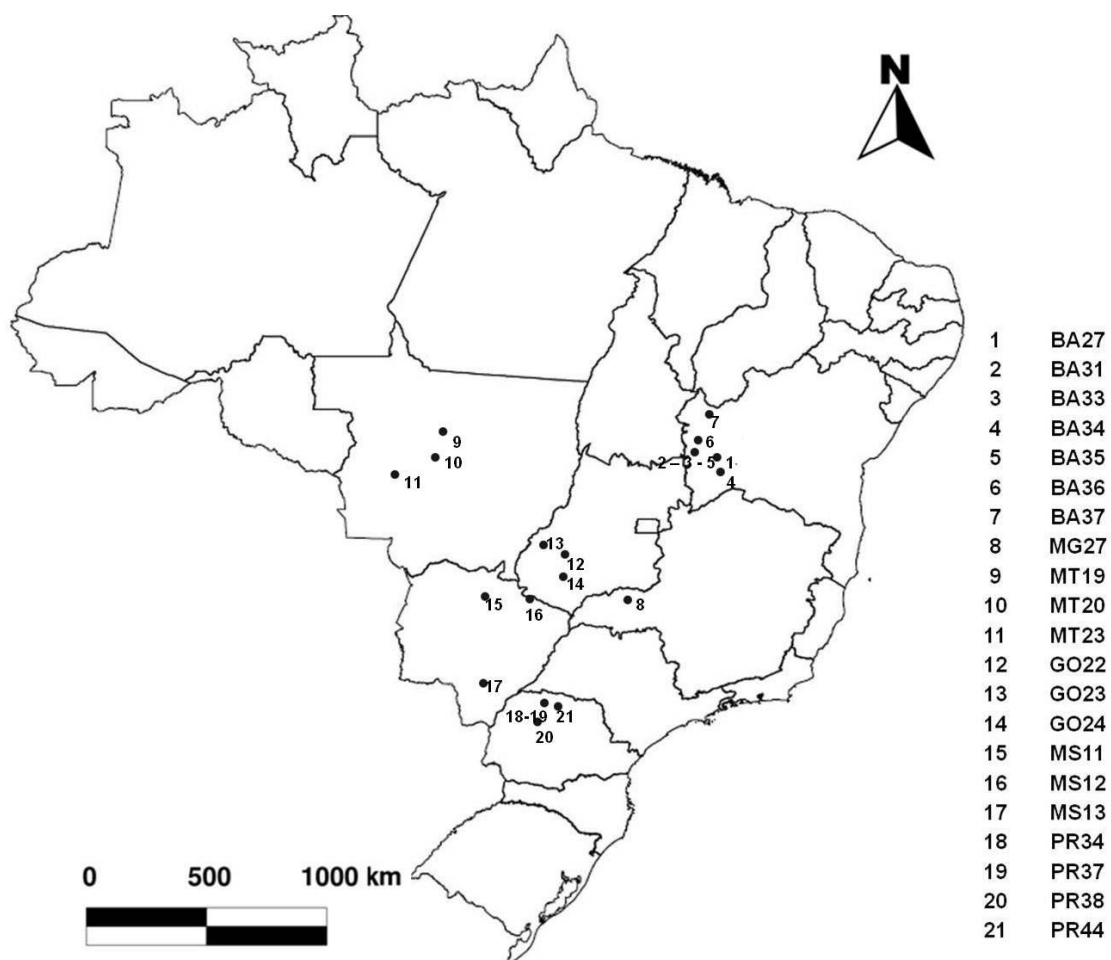 N
1 BA27
2 BA31
3 BA33
4 BA34
5 BA35
6 BA36
7 BA37
8 MG27
9 MT19
10 MT20
11 MT23
12 GO22
13 GO23
14 GO24
15 MS11
16 MS12
17 MS13
18 PR34
19 PR37
20 PR38
21 PR44
7
6
2 – 3 - 5
1
4
9
10
11
13
12
14
15
16
8
17
18-19
21
20
0 500 1000 km